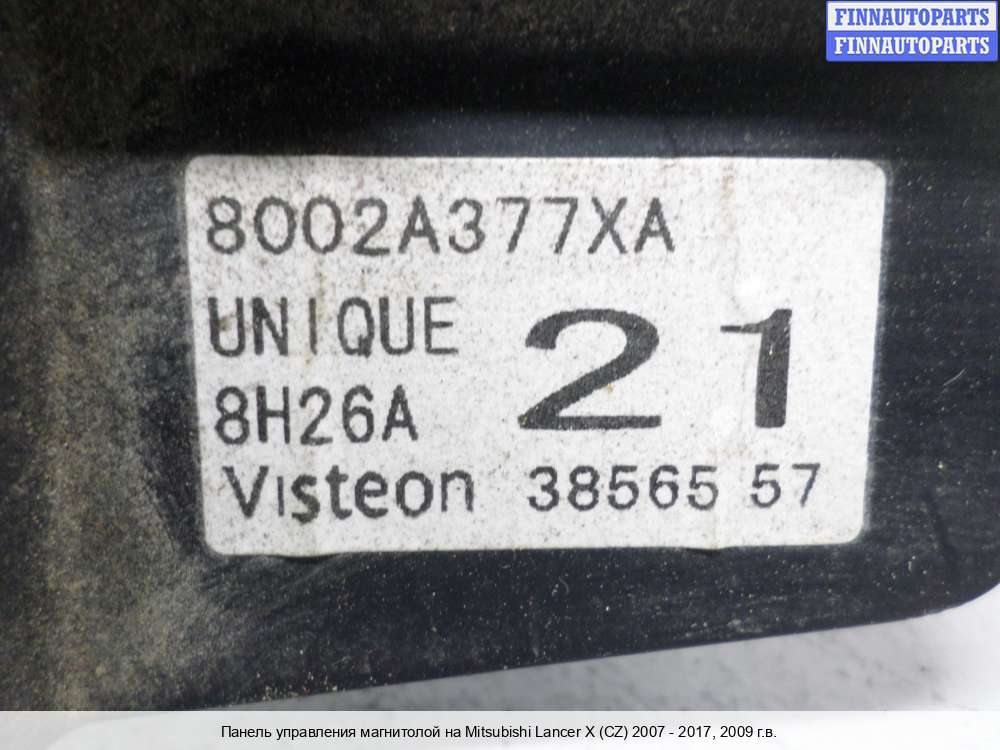 FINNAUTOPARTS
FINNAUTOPARTS
8002A377XA
UNIQUE
21
8H26A
Visteon 38565 57
Панель управления магнитолой на Mitsubishi Lancer X (CZ) 2007 - 2017, 2009 г.в.